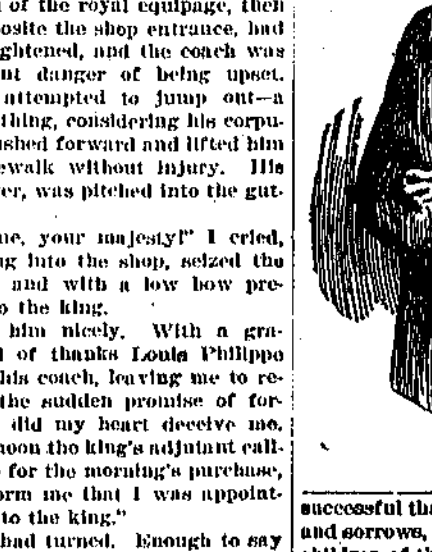 of the royal equipage, then
posite the shop entrance, had
ghtened, and the coach was
nt danger of being upset.
attempted to jump out—a
thing, considering his corpu-
shed forward and lifted him
ewalk without injury. His
er, was pitched into the gut-
ne, your majesty!" I cried,
ng into the shop, seized the
and with a low bow pre-
o the king.
him nicely. With a gra-
l of thanks Louis Philippe
his coach, leaving me to re-
the sudden promise of for-
did my heart deceive me.
noon the king's adjutant call-
for the morning's purchase,
orm me that I was appoint-
to the king."
had turned. Enough to say
successful tha
and sorrows,
children of th